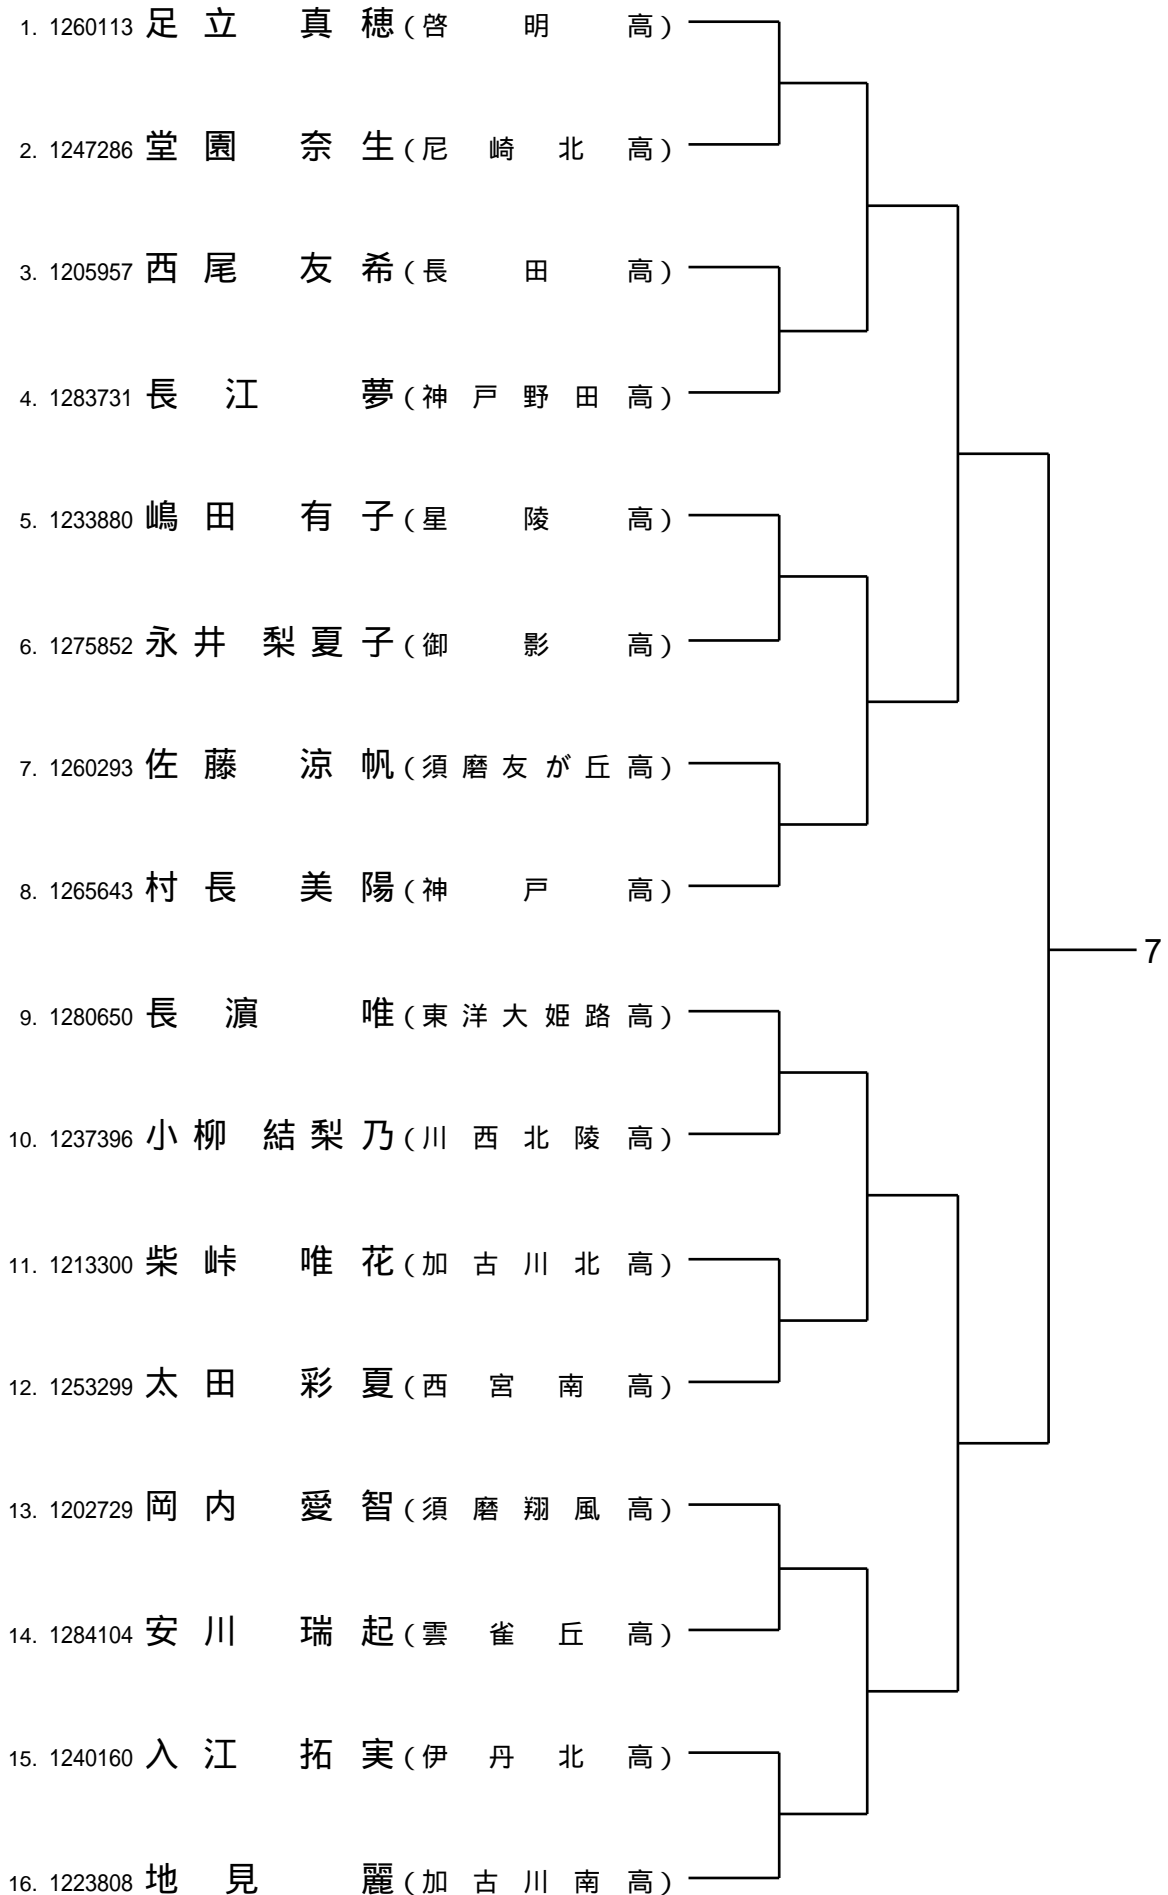 1. 1260113 足立 真穂(啓明高)
2. 1247286 堂園 奈生(尼崎北高)
3. 1205957 西尾 友希(長田高)
4. 1283731 長江 夢(神戸野田高)
5. 1233880 嶋田 有子(星陵高)
6. 1275852 永井 梨夏子(御影高)
7. 1260293 佐藤 涼帆(須磨友が丘高)
8. 1265643 村長 美陽(神戸高)
7
9. 1280650 長濵 唯(東洋大姫路高)
10. 1237396 小柳 結梨乃(川西北陵高)
11. 1213300 柴峠 唯花(加古川北高)
12. 1253299 太田 彩夏(西宮南高)
13. 1202729 岡内 愛智(須磨翔風高)
14. 1284104 安川 瑞起(雲雀丘高)
15. 1240160 入江 拓実(伊丹北高)
16. 1223808 地見 麗(加古川南高)